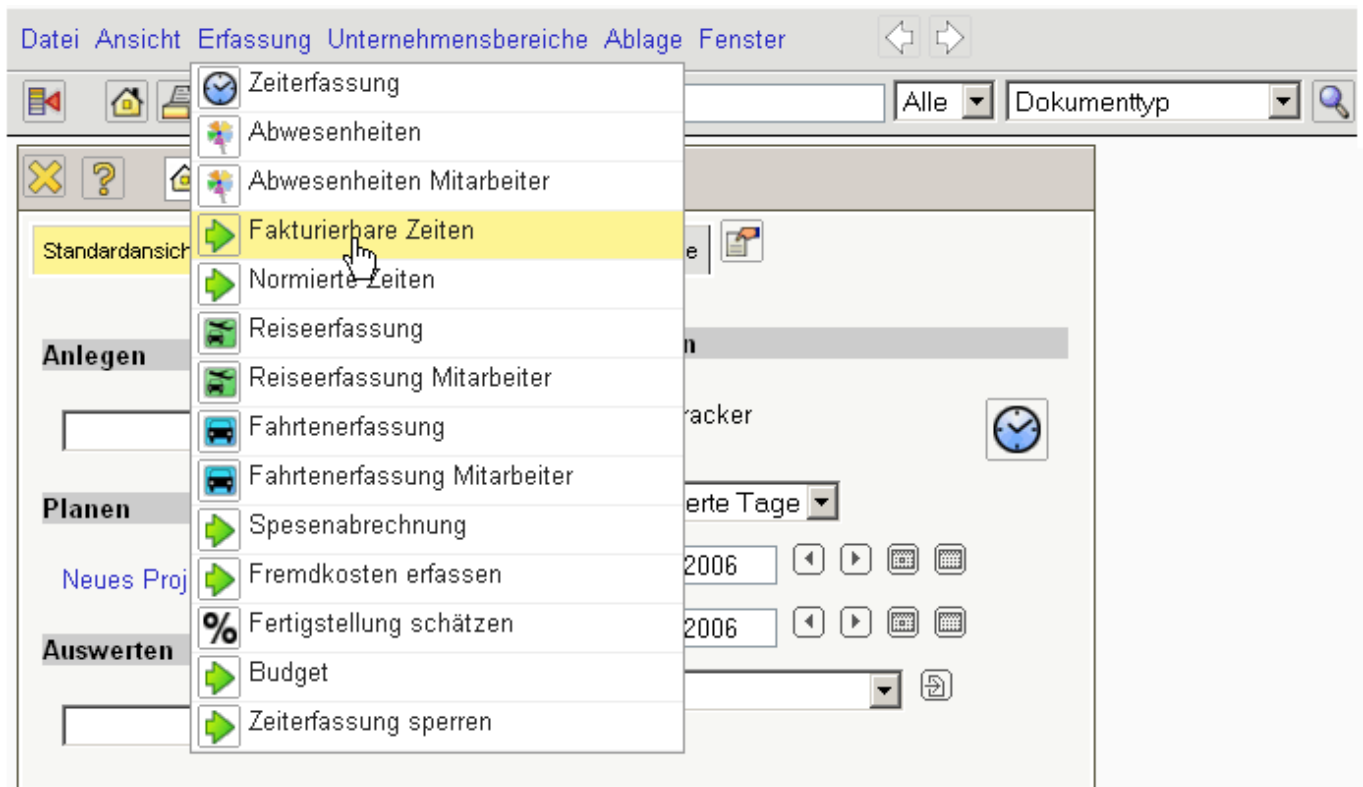 Datei Ansicht Erfassung Unternehmensbereiche Ablage Fenster
Alle Dokumenttyp
Zeiterfassung
Abwesenheiten
Abwesenheiten Mitarbeiter
Fakturierbare Zeiten
Normierte Zeiten
Reiseerfassung
Reiseerfassung Mitarbeiter
Fahrtenerfassung
Fahrtenerfassung Mitarbeiter
Spesenabrechnung
Fremdkosten erfassen
% Fertigstellung schätzen
Budget
Zeiterfassung sperren
Standardansich
e
Anlegen
n
racker
Planen
erte Tage
Neues Proj
2006
2006
Auswerten